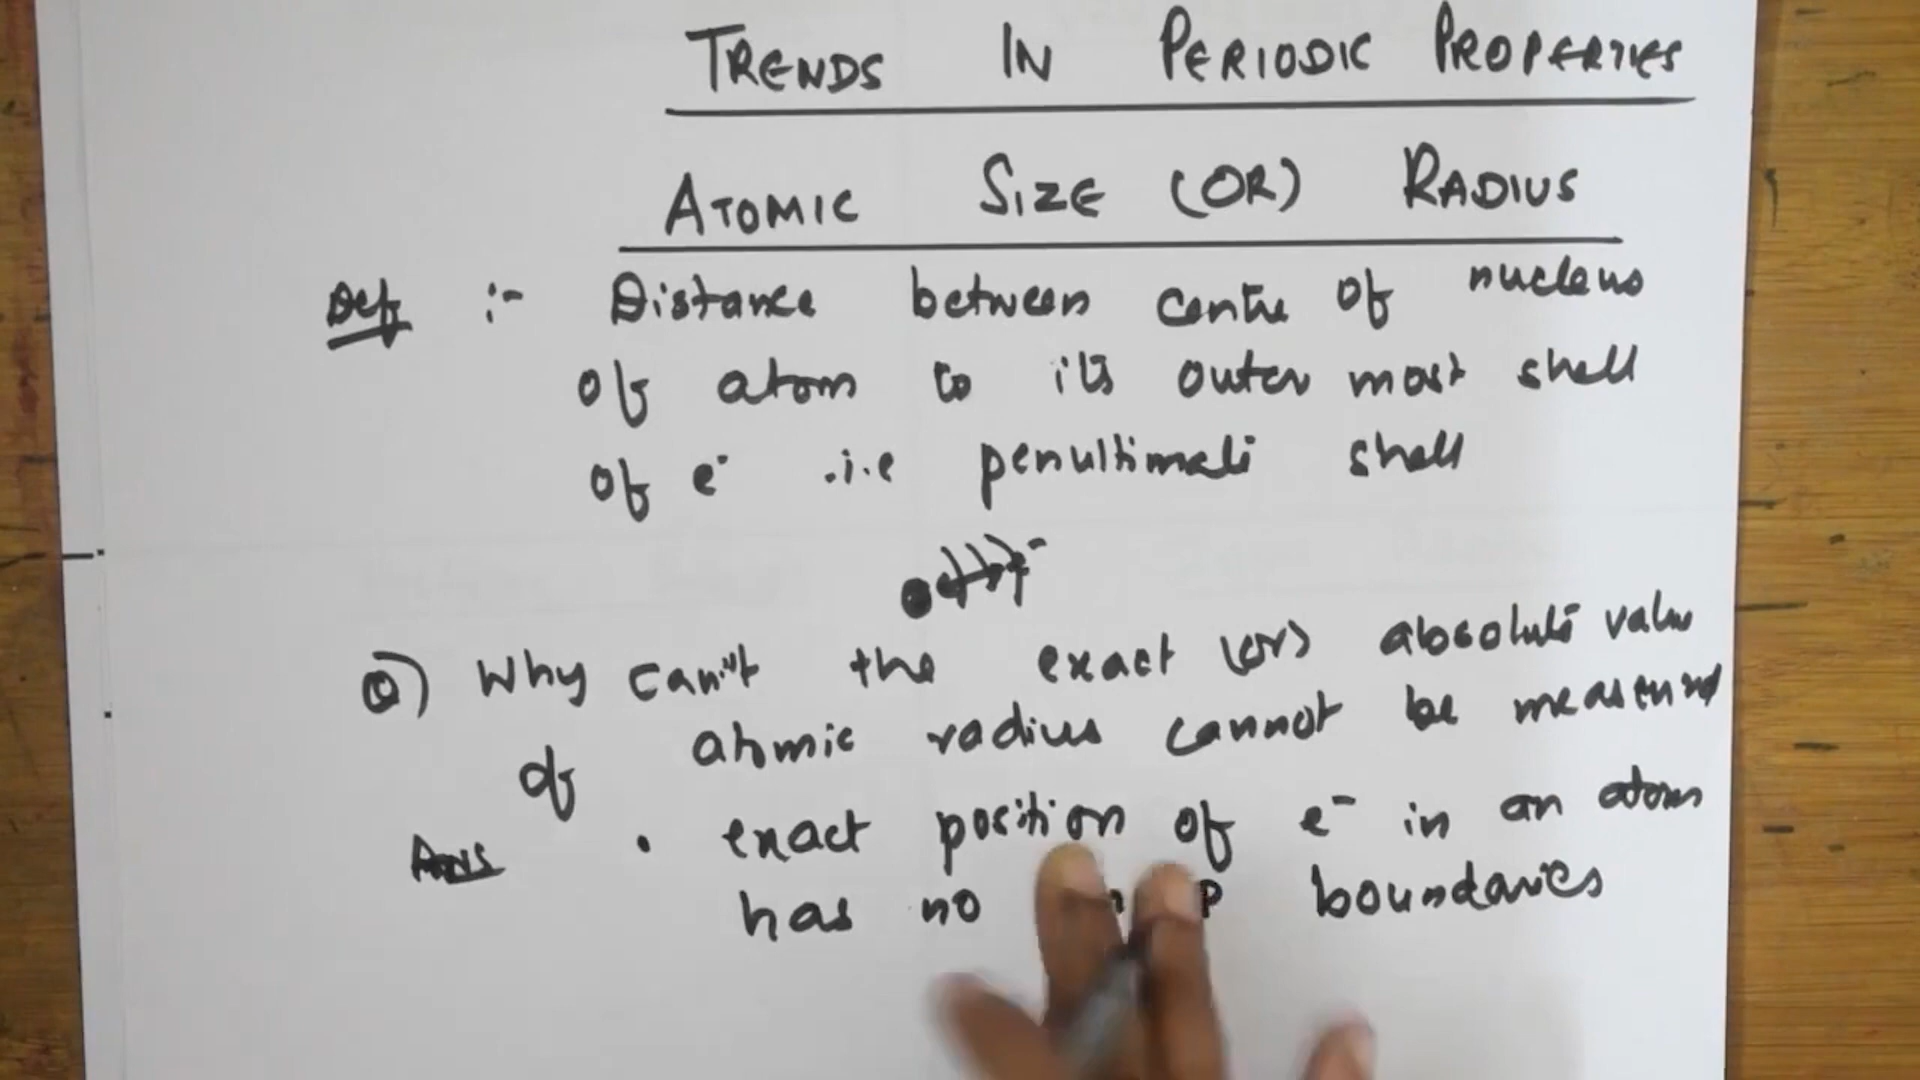 TRENDS IN PERIODIC PROPERTIES
ATOMIC SIZE (OR) RADIUS
Def :- Distance between centre of nucleus
of atom to its outer most shell
of e⁻ .i.e penultimate shell
Q) Why can't the exact (or) absolute value
of atomic radius cannot be measured
Ans • exact position of e⁻ in an atom
has no boundaries